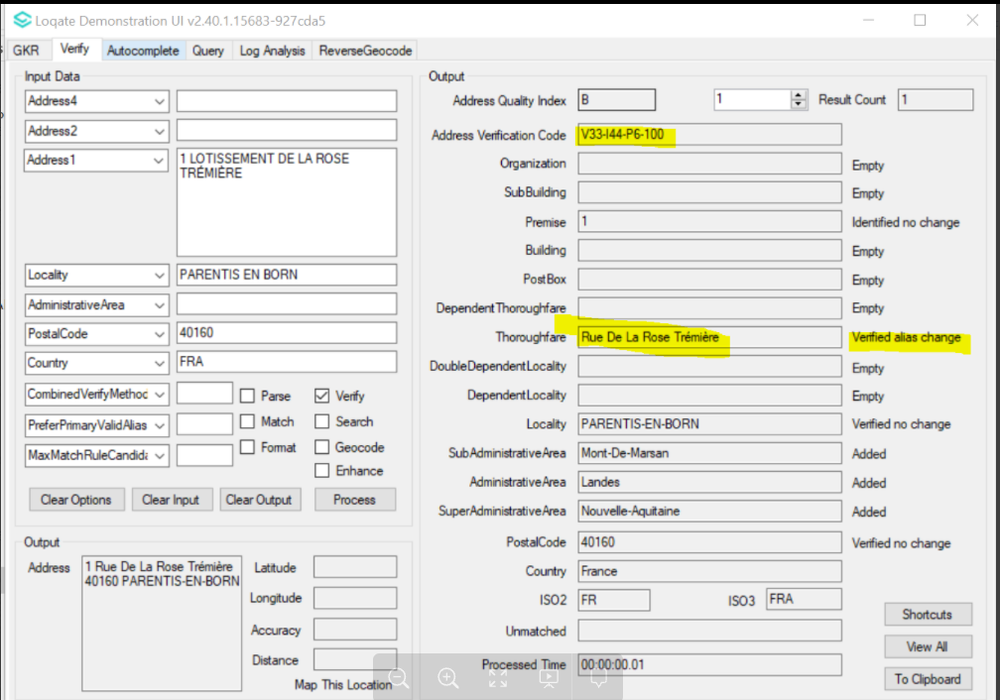 Loqate Demonstration UI v2.40.1.15683-927cda5
GKR Verify Autocomplete Query Log Analysis ReverseGeocode
Input Data
Address4
Address2
Address1 1 LOTISSEMENT DE LA ROSE
TRÉMIÈRE
Locality PARENTIS EN BORN
AdministrativeArea
PostalCode 40160
Country FRA
CombinedVerifyMethoc Parse Verify
PreferPrimaryValidAlias Match Search
MaxMatchRuleCandida Format Geocode
Enhance
Clear Options Clear Input Clear Output Process
Output
Address 1 Rue De La Rose Trémière
40160 PARENTIS-EN-BORN
Latitude
Longitude
Accuracy
Distance
Map This Location
Output
Address Quality Index B 1 Result Count 1
Address Verification Code V33-I44-P6-100
Organization Empty
SubBuilding Empty
Premise 1 Identified no change
Building Empty
PostBox Empty
DependentThoroughfare Empty
Thoroughfare Rue De La Rose Trémière Verified alias change
DoubleDependentLocality Empty
DependentLocality Empty
Locality PARENTIS-EN-BORN Verified no change
SubAdministrativeArea Mont-De-Marsan Added
AdministrativeArea Landes Added
SuperAdministrativeArea Nouvelle-Aquitaine Added
PostalCode 40160 Verified no change
Country France
ISO2 FR ISO3 FRA
Unmatched
Processed Time 00:00:00.01
Shortcuts
View All
To Clipboard